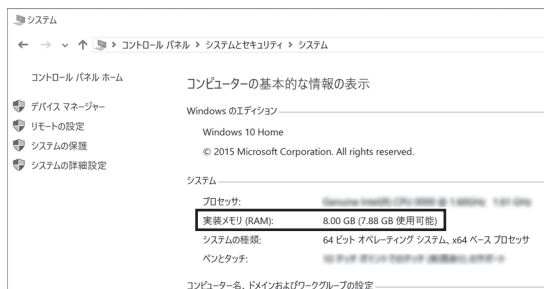 システム
コントロール パネル > システムとセキュリティ > システム
コントロール パネル ホーム
コンピューターの基本的な情報の表示
デバイス マネージャー
Windows のエディション
リモートの設定
Windows 10 Home
システムの保護
© 2015 Microsoft Corporation. All rights reserved.
システムの詳細設定
システム
プロセッサ:
実装メモリ (RAM): 8.00 GB (7.88 GB 使用可能)
システムの種類: 64 ビット オペレーティング システム、x64 ベース プロセッサ
ペンとタッチ:
コンピューター名、ドメインおよびワークグループの設定